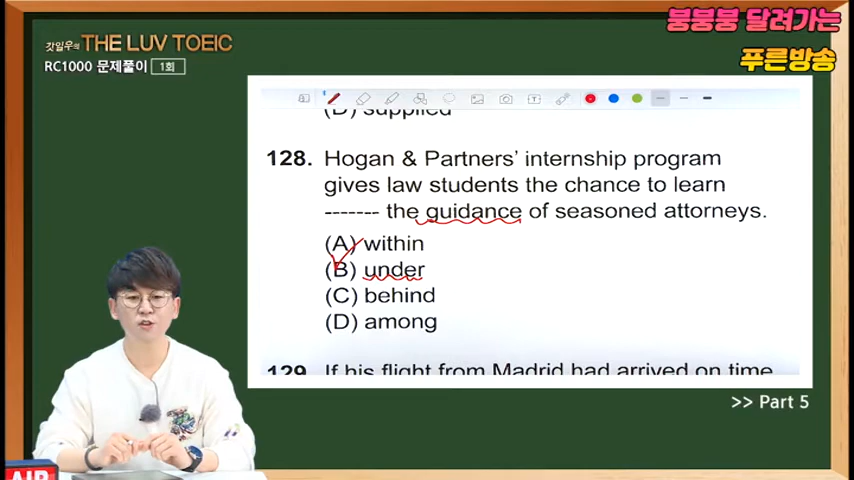 붕붕붕 달려가는
푸른방송
갓일우의 THE LUV TOEIC
RC1000 문제풀이 1회
(D) supplied
128. Hogan & Partners' internship program
gives law students the chance to learn
------- the guidance of seasoned attorneys.
(A) within
(B) under
(C) behind
(D) among
129. If his flight from Madrid had arrived on time
>> Part 5